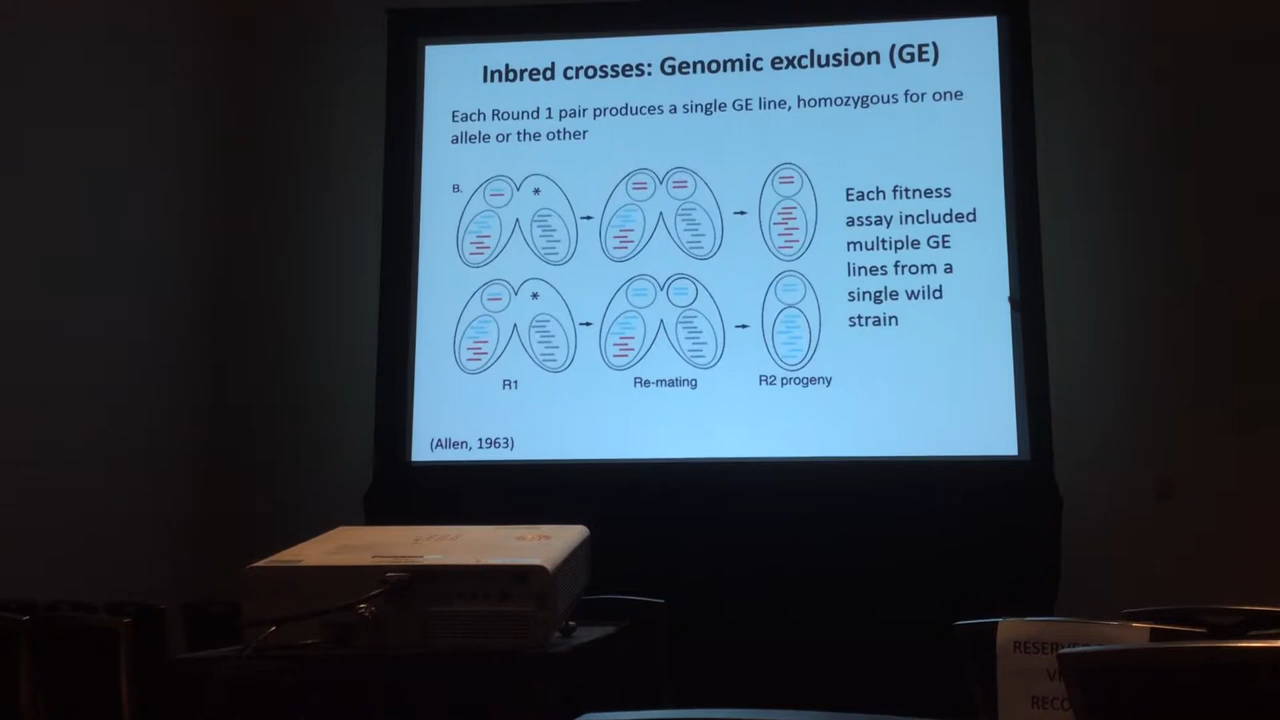 Inbred crosses: Genomic exclusion (GE)
Each Round 1 pair produces a single GE line, homozygous for one
allele or the other
B.
*
*
R1
Re-mating
R2 progeny
Each fitness
assay included
multiple GE
lines from a
single wild
strain
(Allen, 1963)